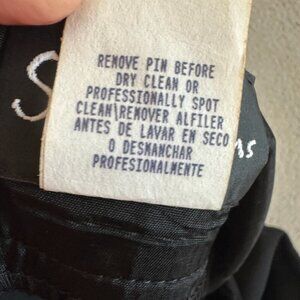 REMOVE PIN BEFORE
DRY CLEAN OR
PROFESSIONALLY SPOT
CLEAN\REMOVER ALFILER
ANTES DE LAVAR EN SECO
O DESMANCHAR
PROFESIONALMENTE